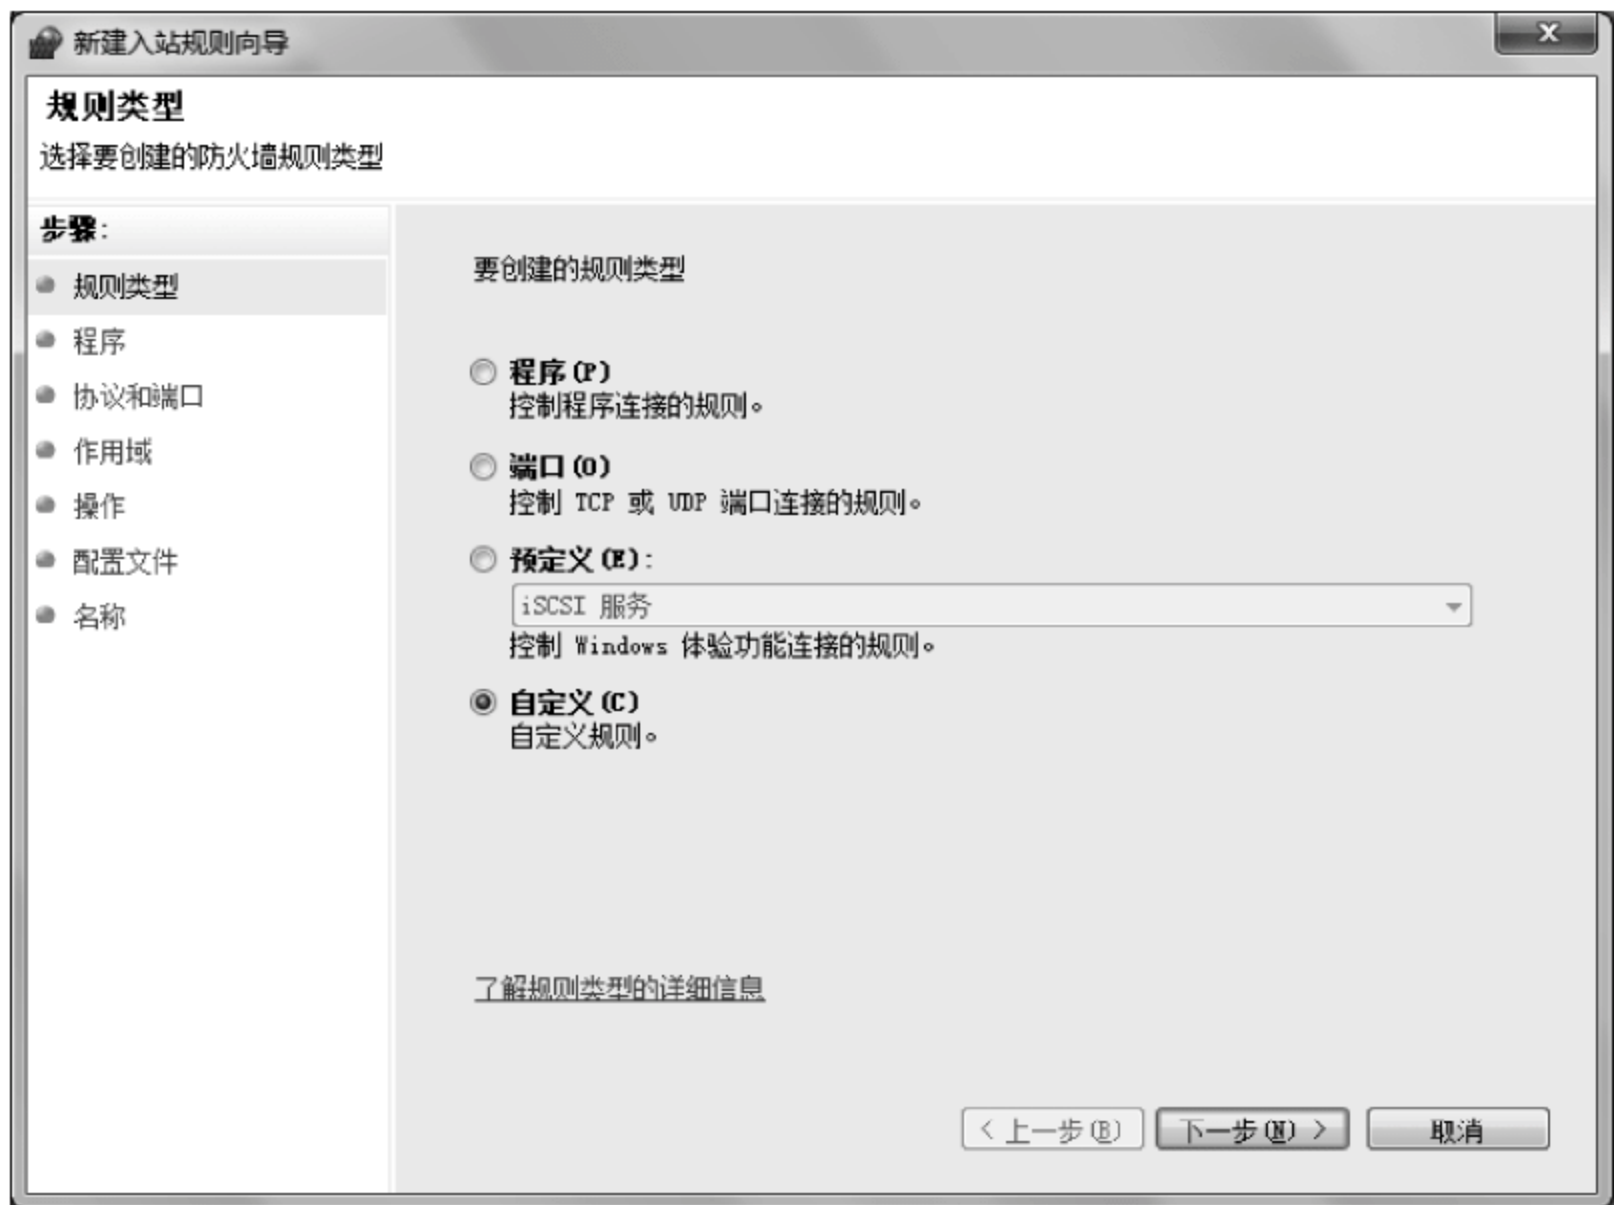 新建入站规则向导
规则类型
选择要创建的防火墙规则类型
步骤:
规则类型
程序
协议和端口
作用域
操作
配置文件
名称
要创建的规则类型
程序(P)
控制程序连接的规则。
端口(O)
控制 TCP 或 UDP 端口连接的规则。
预定义(E):
iSCSI 服务
控制 Windows 体验功能连接的规则。
自定义(C)
自定义规则。
了解规则类型的详细信息
< 上一步(B) 下一步(N) > 取消